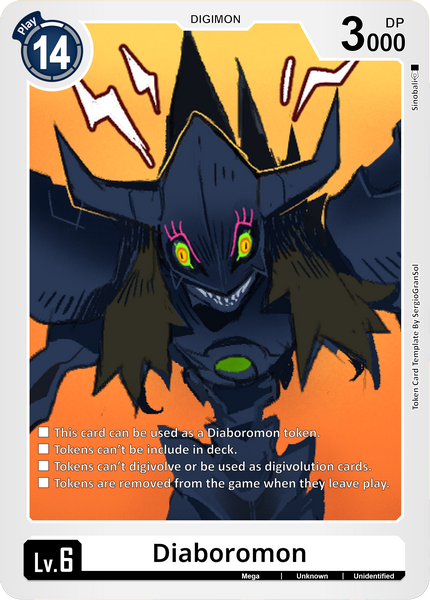 Play
14
DIGIMON
DP
3000
Sinobali
Token Card Template By SergioGranSol
This card can be used as a Diaboromon token.
Tokens can't be include in deck.
Tokens can't digivolve or be used as digivolution cards.
Tokens are removed from the game when they leave play.
Lv.6
Diaboromon
Mega | Unknown | Unidentified